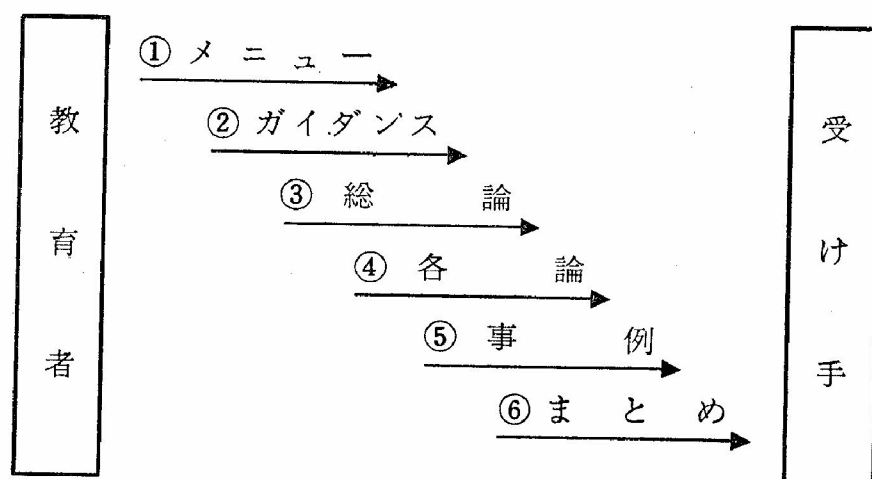 教育者
① メニュー
② ガイダンス
③ 総論
④ 各論
⑤ 事例
⑥ まとめ
受け手